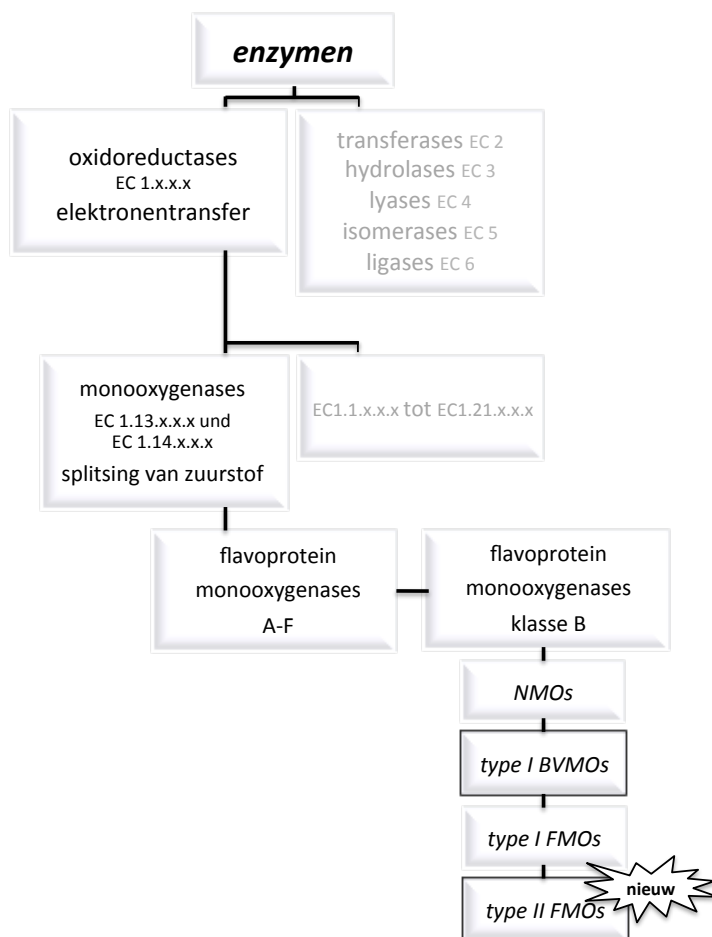 enzymen
oxidoreductases
EC 1.x.x.x
elektronentransfer
transferases EC 2
hydrolases EC 3
lyases EC 4
isomerases EC 5
ligases EC 6
monooxygenases
EC 1.13.x.x.x und
EC 1.14.x.x.x
splitsing van zuurstof
EC1.1.x.x.x tot EC1.21.x.x.x
flavoprotein
monooxygenases
A-F
flavoprotein
monooxygenases
klasse B
NMOs
type I BVMOs
type I FMOs
nieuw
type II FMOs